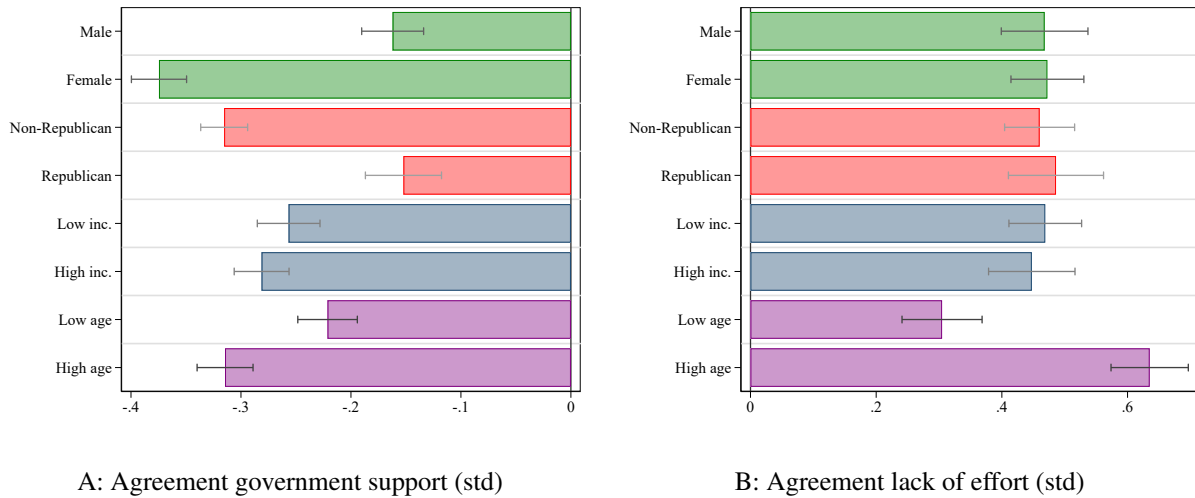 Male
Female
Non-Republican
Republican
Low inc.
High inc.
Low age
High age
-.4 -.3 -.2 -.1 0
A: Agreement government support (std)
Male
Female
Non-Republican
Republican
Low inc.
High inc.
Low age
High age
0 .2 .4 .6
B: Agreement lack of effort (std)